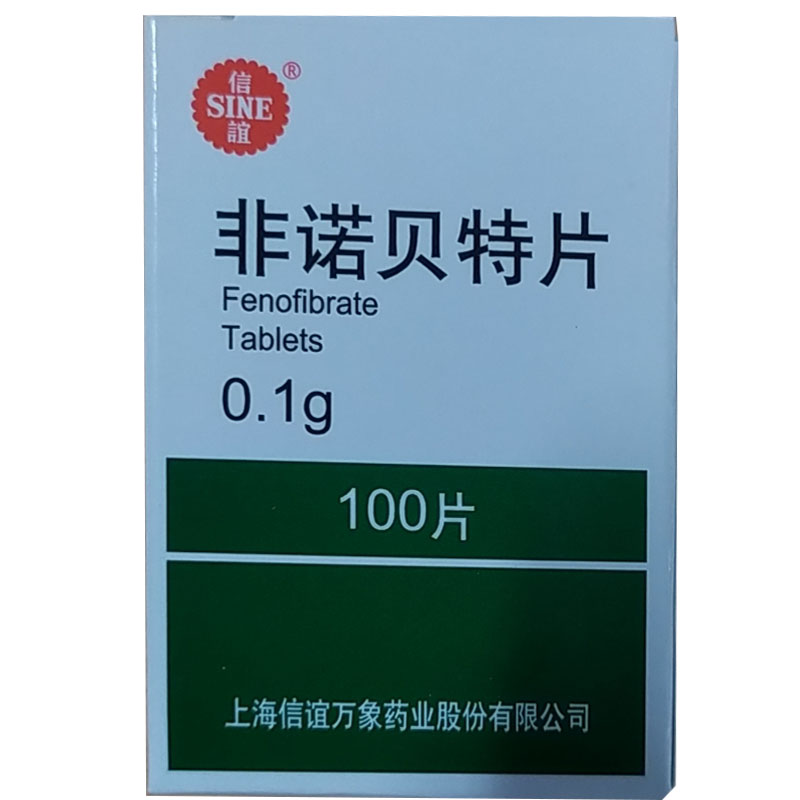 信
®
SINE
誼
非诺贝特片
Fenofibrate
Tablets
0.1g
100片
上海信谊万象药业股份有限公司